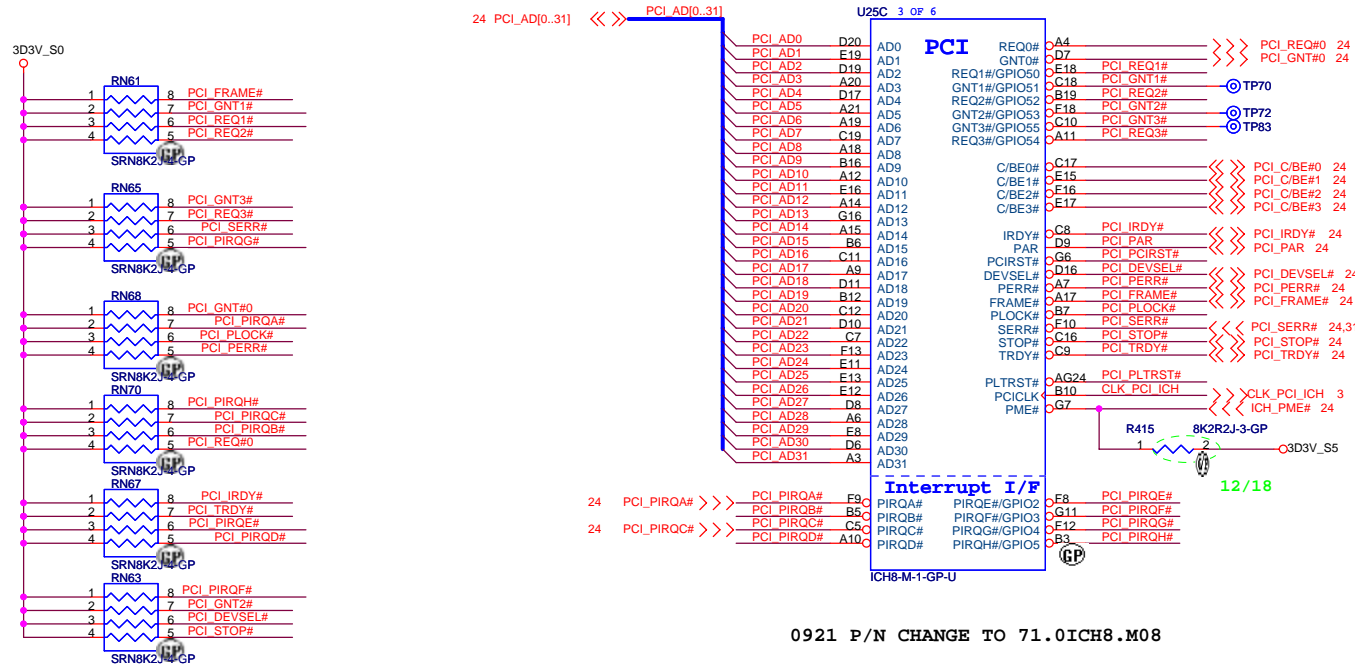 3D3V_S0
RN61
1 8 PCI_FRAME#
2 7 PCI_GNT1#
3 6 PCI_REQ1#
4 5 PCI_REQ2#
GP
SRN8K2J-4-GP
RN65
1 8 PCI_GNT3#
2 7 PCI_REQ3#
3 6 PCI_SERR#
4 5 PCI_PIRQG#
GP
SRN8K2J-4-GP
RN68
1 8 PCI_GNT#0
2 7 PCI_PIRQA#
3 6 PCI_PLOCK#
4 5 PCI_PERR#
GP
SRN8K2J-4-GP
RN70
1 8 PCI_PIRQH#
2 7 PCI_PIRQC#
3 6 PCI_PIRQB#
4 5 PCI_REQ#0
GP
SRN8K2J-4-GP
RN67
1 8 PCI_IRDY#
2 7 PCI_TRDY#
3 6 PCI_PIRQE#
4 5 PCI_PIRQD#
GP
SRN8K2J-4-GP
RN63
1 8 PCI_PIRQF#
2 7 PCI_GNT2#
3 6 PCI_DEVSEL#
4 5 PCI_STOP#
GP
SRN8K2J-4-GP
24 PCI_AD[0..31] PCI_AD[0..31]
U25C 3 OF 6
PCI
PCI_AD0 D20 AD0
PCI_AD1 E19 AD1
PCI_AD2 D19 AD2
PCI_AD3 A20 AD3
PCI_AD4 D17 AD4
PCI_AD5 A21 AD5
PCI_AD6 A19 AD6
PCI_AD7 C19 AD7
PCI_AD8 A18 AD8
PCI_AD9 B16 AD9
PCI_AD10 A12 AD10
PCI_AD11 E16 AD11
PCI_AD12 A14 AD12
PCI_AD13 G16 AD13
PCI_AD14 A15 AD14
PCI_AD15 B6 AD15
PCI_AD16 C11 AD16
PCI_AD17 A9 AD17
PCI_AD18 D11 AD18
PCI_AD19 B12 AD19
PCI_AD20 C12 AD20
PCI_AD21 D10 AD21
PCI_AD22 C7 AD22
PCI_AD23 F13 AD23
PCI_AD24 E11 AD24
PCI_AD25 E13 AD25
PCI_AD26 E12 AD26
PCI_AD27 D8 AD27
PCI_AD28 A6 AD28
PCI_AD29 E8 AD29
PCI_AD30 D6 AD30
PCI_AD31 A3 AD31
REQ0# A4 PCI_REQ#0 24
GNT0# D7 PCI_GNT#0 24
REQ1#/GPIO50 E18 PCI_REQ1#
GNT1#/GPIO51 C18 PCI_GNT1# TP70
REQ2#/GPIO52 B19 PCI_REQ2#
GNT2#/GPIO53 F18 PCI_GNT2# TP72
GNT3#/GPIO55 C10 PCI_GNT3# TP83
REQ3#/GPIO54 A11 PCI_REQ3#
C/BE0# C17 PCI_C/BE#0 24
C/BE1# E15 PCI_C/BE#1 24
C/BE2# F16 PCI_C/BE#2 24
C/BE3# E17 PCI_C/BE#3 24
IRDY# C8 PCI_IRDY# PCI_IRDY# 24
PAR D9 PCI_PAR PCI_PAR 24
PCIRST# G6 PCI_PCIRST#
DEVSEL# D16 PCI_DEVSEL# PCI_DEVSEL# 24
PERR# A7 PCI_PERR# PCI_PERR# 24
FRAME# A17 PCI_FRAME# PCI_FRAME# 24
PLOCK# B7 PCI_PLOCK#
SERR# F10 PCI_SERR# PCI_SERR# 24,31
STOP# C16 PCI_STOP# PCI_STOP# 24
TRDY# C9 PCI_TRDY# PCI_TRDY# 24
PLTRST# AG24 PCI_PLTRST#
PCICLK B10 CLK_PCI_ICH CLK_PCI_ICH 3
PME# G7 ICH_PME# 24
R415 8K2R2J-3-GP
1 2 3D3V_S5
12/18
Interrupt I/F
24 PCI_PIRQA# PCI_PIRQA# F9 PIRQA# PIRQE#/GPIO2 F8 PCI_PIRQE#
PCI_PIRQB# B5 PIRQB# PIRQF#/GPIO3 G11 PCI_PIRQF#
24 PCI_PIRQC# PCI_PIRQC# C5 PIRQC# PIRQG#/GPIO4 F12 PCI_PIRQG#
PCI_PIRQD# A10 PIRQD# PIRQH#/GPIO5 B3 PCI_PIRQH#
GP
ICH8-M-1-GP-U
0921 P/N CHANGE TO 71.0ICH8.M08